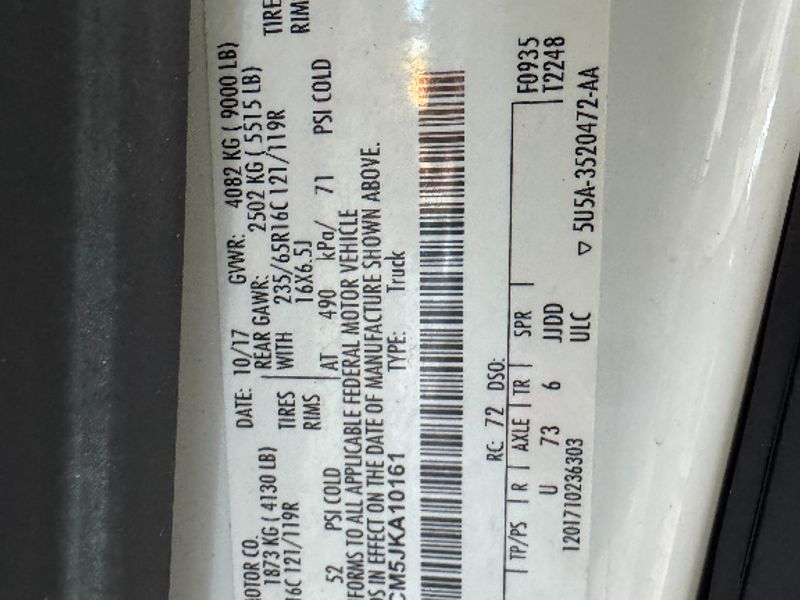 OTOR CO. DATE: 10/17 GVWR: 4082 KG ( 9000 LB)
1873 KG ( 4130 LB) REAR GAWR: 2502 KG ( 5515 LB)
16C 121/119R TIRES WITH 235/65R16C 121/119R TIRE
RIMS 16X6.5J RIM
52 PSI COLD AT 490 kPa/ 71 PSI COLD
FORMS TO ALL APPLICABLE FEDERAL MOTOR VEHICLE
DS IN EFFECT ON THE DATE OF MANUFACTURE SHOWN ABOVE.
CM5JKA10161 TYPE: Truck
RC: 72 DSO:
TP/PS R AXLE TR SPR F0935
U 73 6 JJDD T2248
1201710236303 ULC ▽ 5U5A-3520472-AA